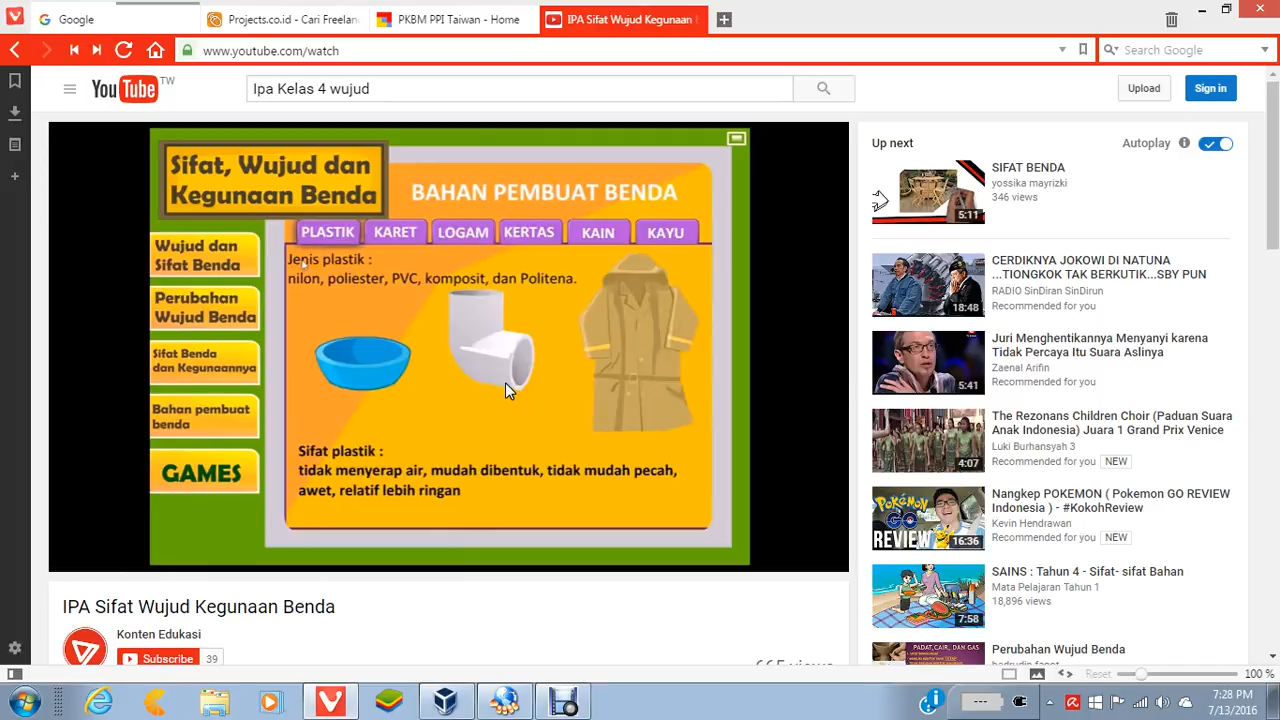 Google
Projects.co.id - Cari Freelan
PKBM PPI Taiwan - Home
IPA Sifat Wujud Kegunaan
www.youtube.com/watch
Search Google
YouTube TW
Ipa Kelas 4 wujud
Upload
Sign in
Sifat, Wujud dan
Kegunaan Benda
BAHAN PEMBUAT BENDA
PLASTIK KARET LOGAM KERTAS KAIN KAYU
Wujud dan
Sifat Benda
Perubahan
Wujud Benda
Sifat Benda
dan Kegunaannya
Bahan pembuat
benda
GAMES
Jenis plastik :
nilon, poliester, PVC, komposit, dan Politena.
Sifat plastik :
tidak menyerap air, mudah dibentuk, tidak mudah pecah,
awet, relatif lebih ringan
IPA Sifat Wujud Kegunaan Benda
Konten Edukasi
Subscribe 39
665 views
Up next
Autoplay
SIFAT BENDA
yossika mayrizki
346 views
5:11
CERDIKNYA JOKOWI DI NATUNA
...TIONGKOK TAK BERKUTIK...SBY PUN
RADIO SinDiran SinDirun
Recommended for you
18:48
Juri Menghentikannya Menyanyi karena
Tidak Percaya Itu Suara Aslinya
Zaenal Arifin
Recommended for you
5:41
The Rezonans Children Choir (Paduan Suara
Anak Indonesia) Juara 1 Grand Prix Venice
Luki Burhansyah 3
Recommended for you NEW
4:07
Nangkep POKEMON ( Pokemon GO REVIEW
Indonesia ) - #KokohReview
Kevin Hendrawan
Recommended for you NEW
POKÉMON
GO
REVIEW
16:36
SAINS : Tahun 4 - Sifat- sifat Bahan
Mata Pelajaran Tahun 1
18,896 views
7:58
Perubahan Wujud Benda
PADAT,CAIR, DAN GAS
Reset
100 %
7:28 PM
7/13/2016